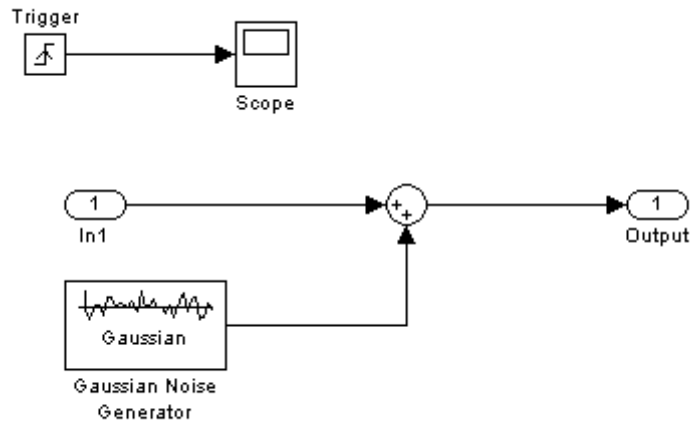 Trigger
Scope
1
In1
+
+
1
Output
Gaussian
Gaussian Noise
Generator